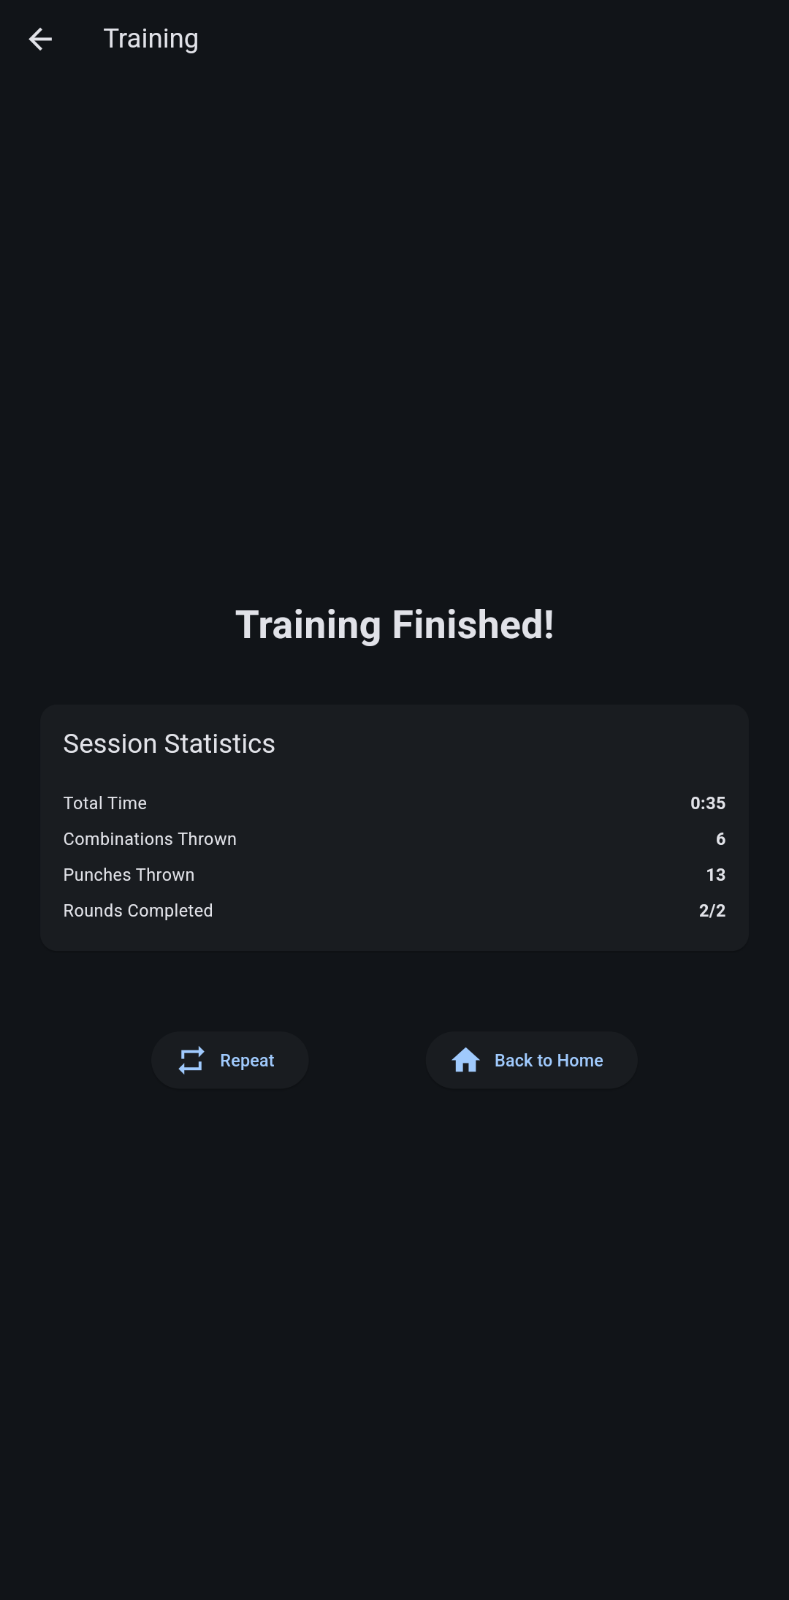 Training
Training Finished!
Session Statistics
Total Time 0:35
Combinations Thrown 6
Punches Thrown 13
Rounds Completed 2/2
Repeat Back to Home